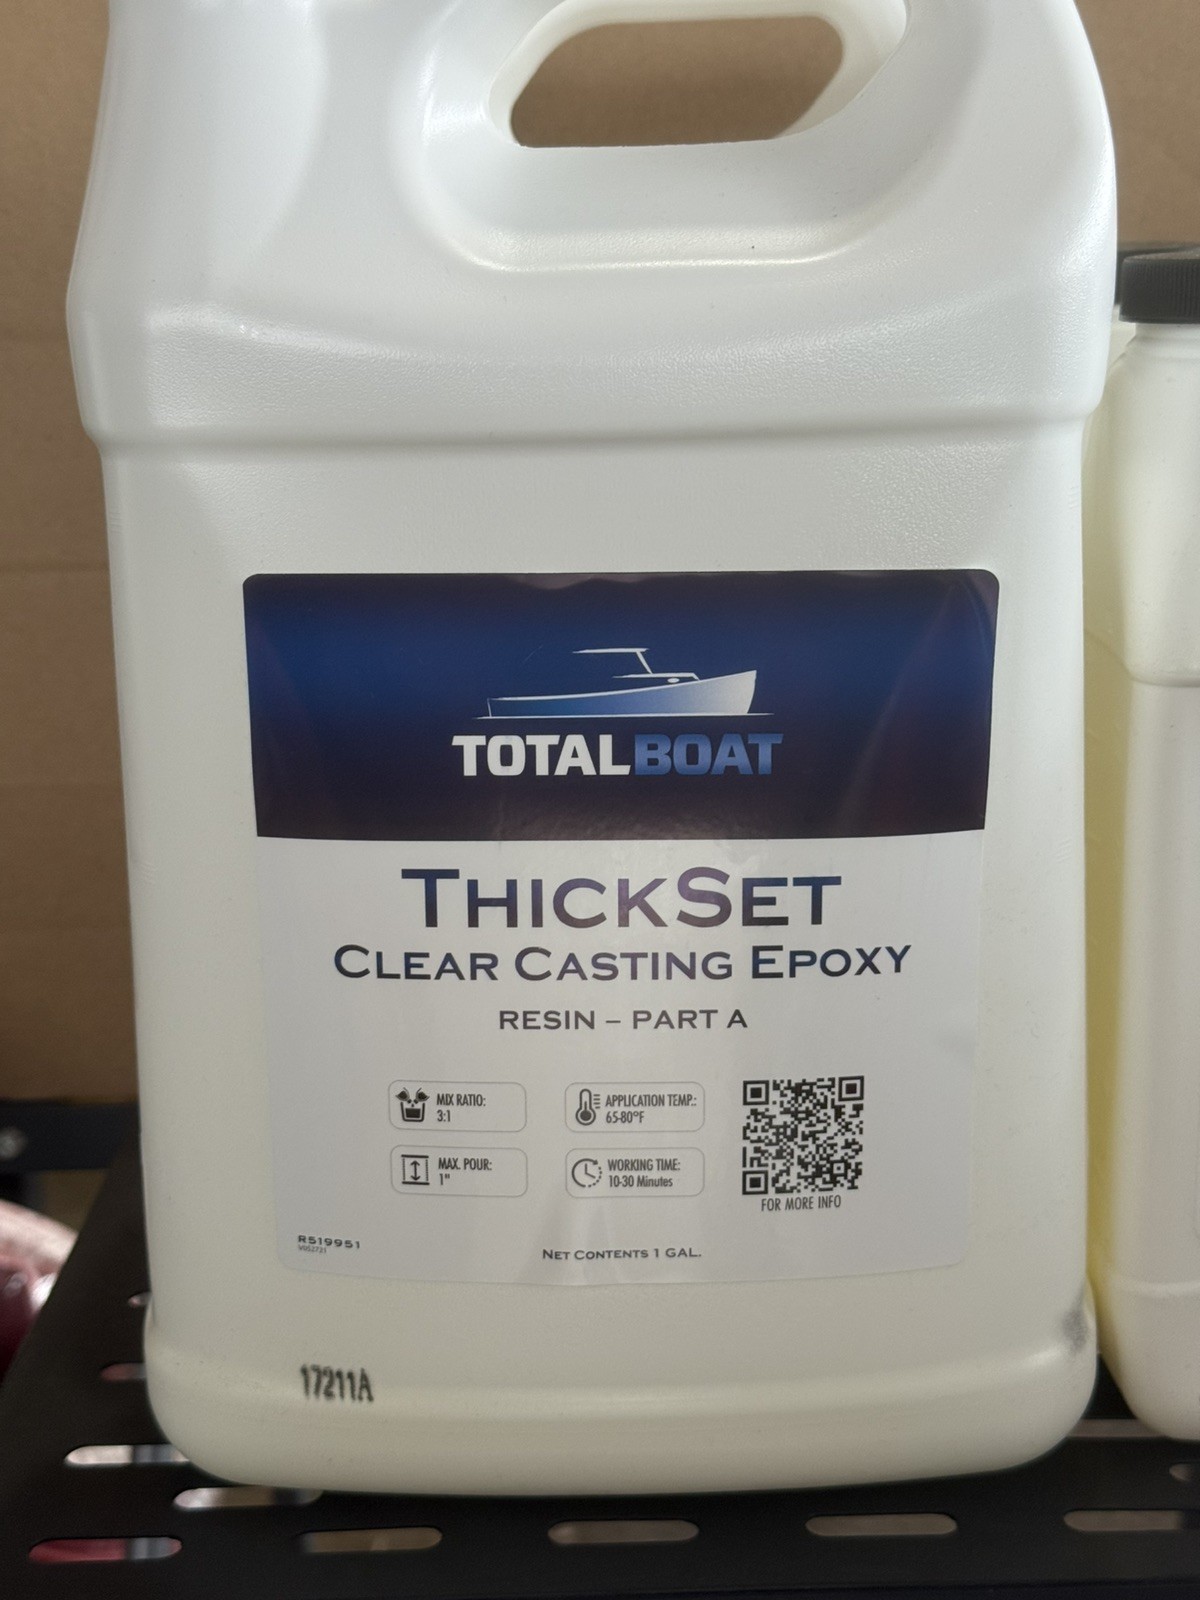 TOTALBOAT
THICKSET
CLEAR CASTING EPOXY
RESIN – PART A
MIX RATIO:
3:1
APPLICATION TEMP.:
65-80°F
MAX. POUR:
1"
WORKING TIME:
10-30 Minutes
FOR MORE INFO
R519951
V052721
NET CONTENTS 1 GAL.
17211A